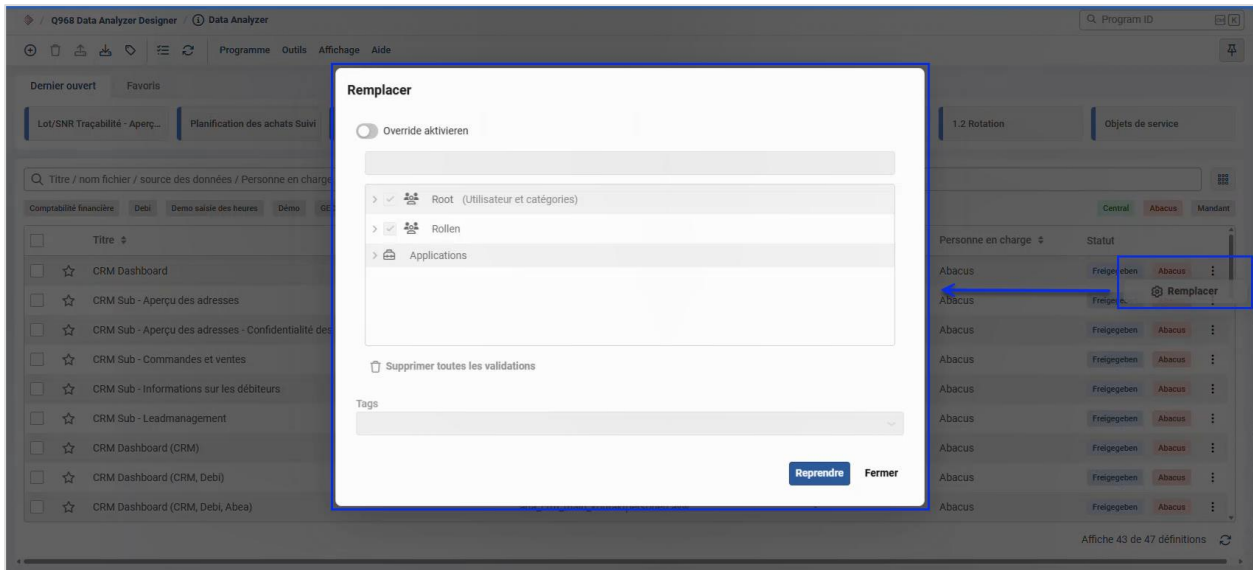 Q968 Data Analyzer Designer / Data Analyzer
Program ID
K
Programme Outils Affichage Aide
Dernier ouvert Favoris
Lot/SNR Traçabilité - Aperç...
Planification des achats Suivi
1.2 Rotation
Objets de service
Titre / nom fichier / source des données / Personne en charge
Comptabilité financière Debi Demo saisie des heures Démo
Central Abacus Mandant
Titre
Personne en charge
Statut
CRM Dashboard
Abacus
Freigegeben Abacus
Remplacer
CRM Sub - Aperçu des adresses
Abacus
CRM Sub - Aperçu des adresses - Confidentialité des
Abacus
Freigegeben Abacus
CRM Sub - Commandes et ventes
Abacus
Freigegeben Abacus
CRM Sub - Informations sur les débiteurs
Abacus
Freigegeben Abacus
CRM Sub - Leadmanagement
Abacus
Freigegeben Abacus
CRM Dashboard (CRM)
Abacus
Freigegeben Abacus
CRM Dashboard (CRM, Debi)
Abacus
Freigegeben Abacus
CRM Dashboard (CRM, Debi, Abea)
Abacus
Freigegeben Abacus
Affiche 43 de 47 définitions
Remplacer
Override aktivieren
Root (Utilisateur et catégories)
Rollen
Applications
Supprimer toutes les validations
Tags
Reprendre Fermer